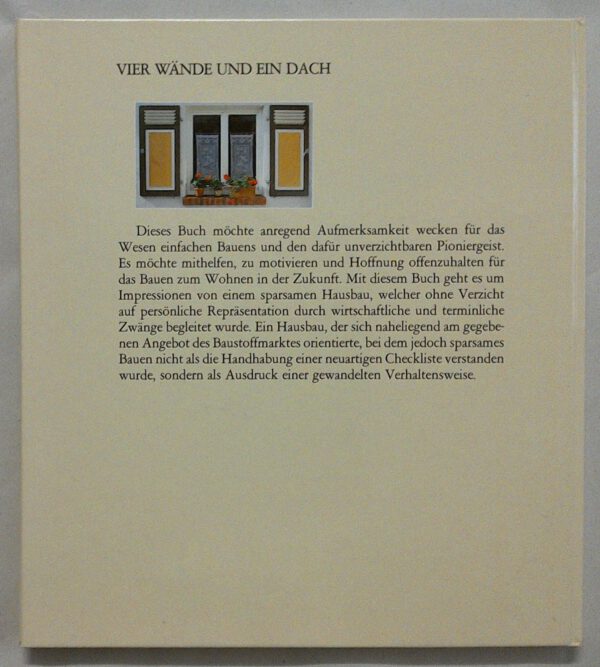 VIER WÄNDE UND EIN DACH
Dieses Buch möchte anregend Aufmerksamkeit wecken für das
Wesen einfachen Bauens und den dafür unverzichtbaren Pioniergeist.
Es möchte mithelfen, zu motivieren und Hoffnung offenzuhalten für
das Bauen zum Wohnen in der Zukunft. Mit diesem Buch geht es um
Impressionen von einem sparsamen Hausbau, welcher ohne Verzicht
auf persönliche Repräsentation durch wirtschaftliche und terminliche
Zwänge begleitet wurde. Ein Hausbau, der sich naheliegend am gegebe-
nen Angebot des Baustoffmarktes orientierte, bei dem jedoch sparsames
Bauen nicht als die Handhabung einer neuartigen Checkliste verstanden
wurde, sondern als Ausdruck einer gewandelten Verhaltensweise.